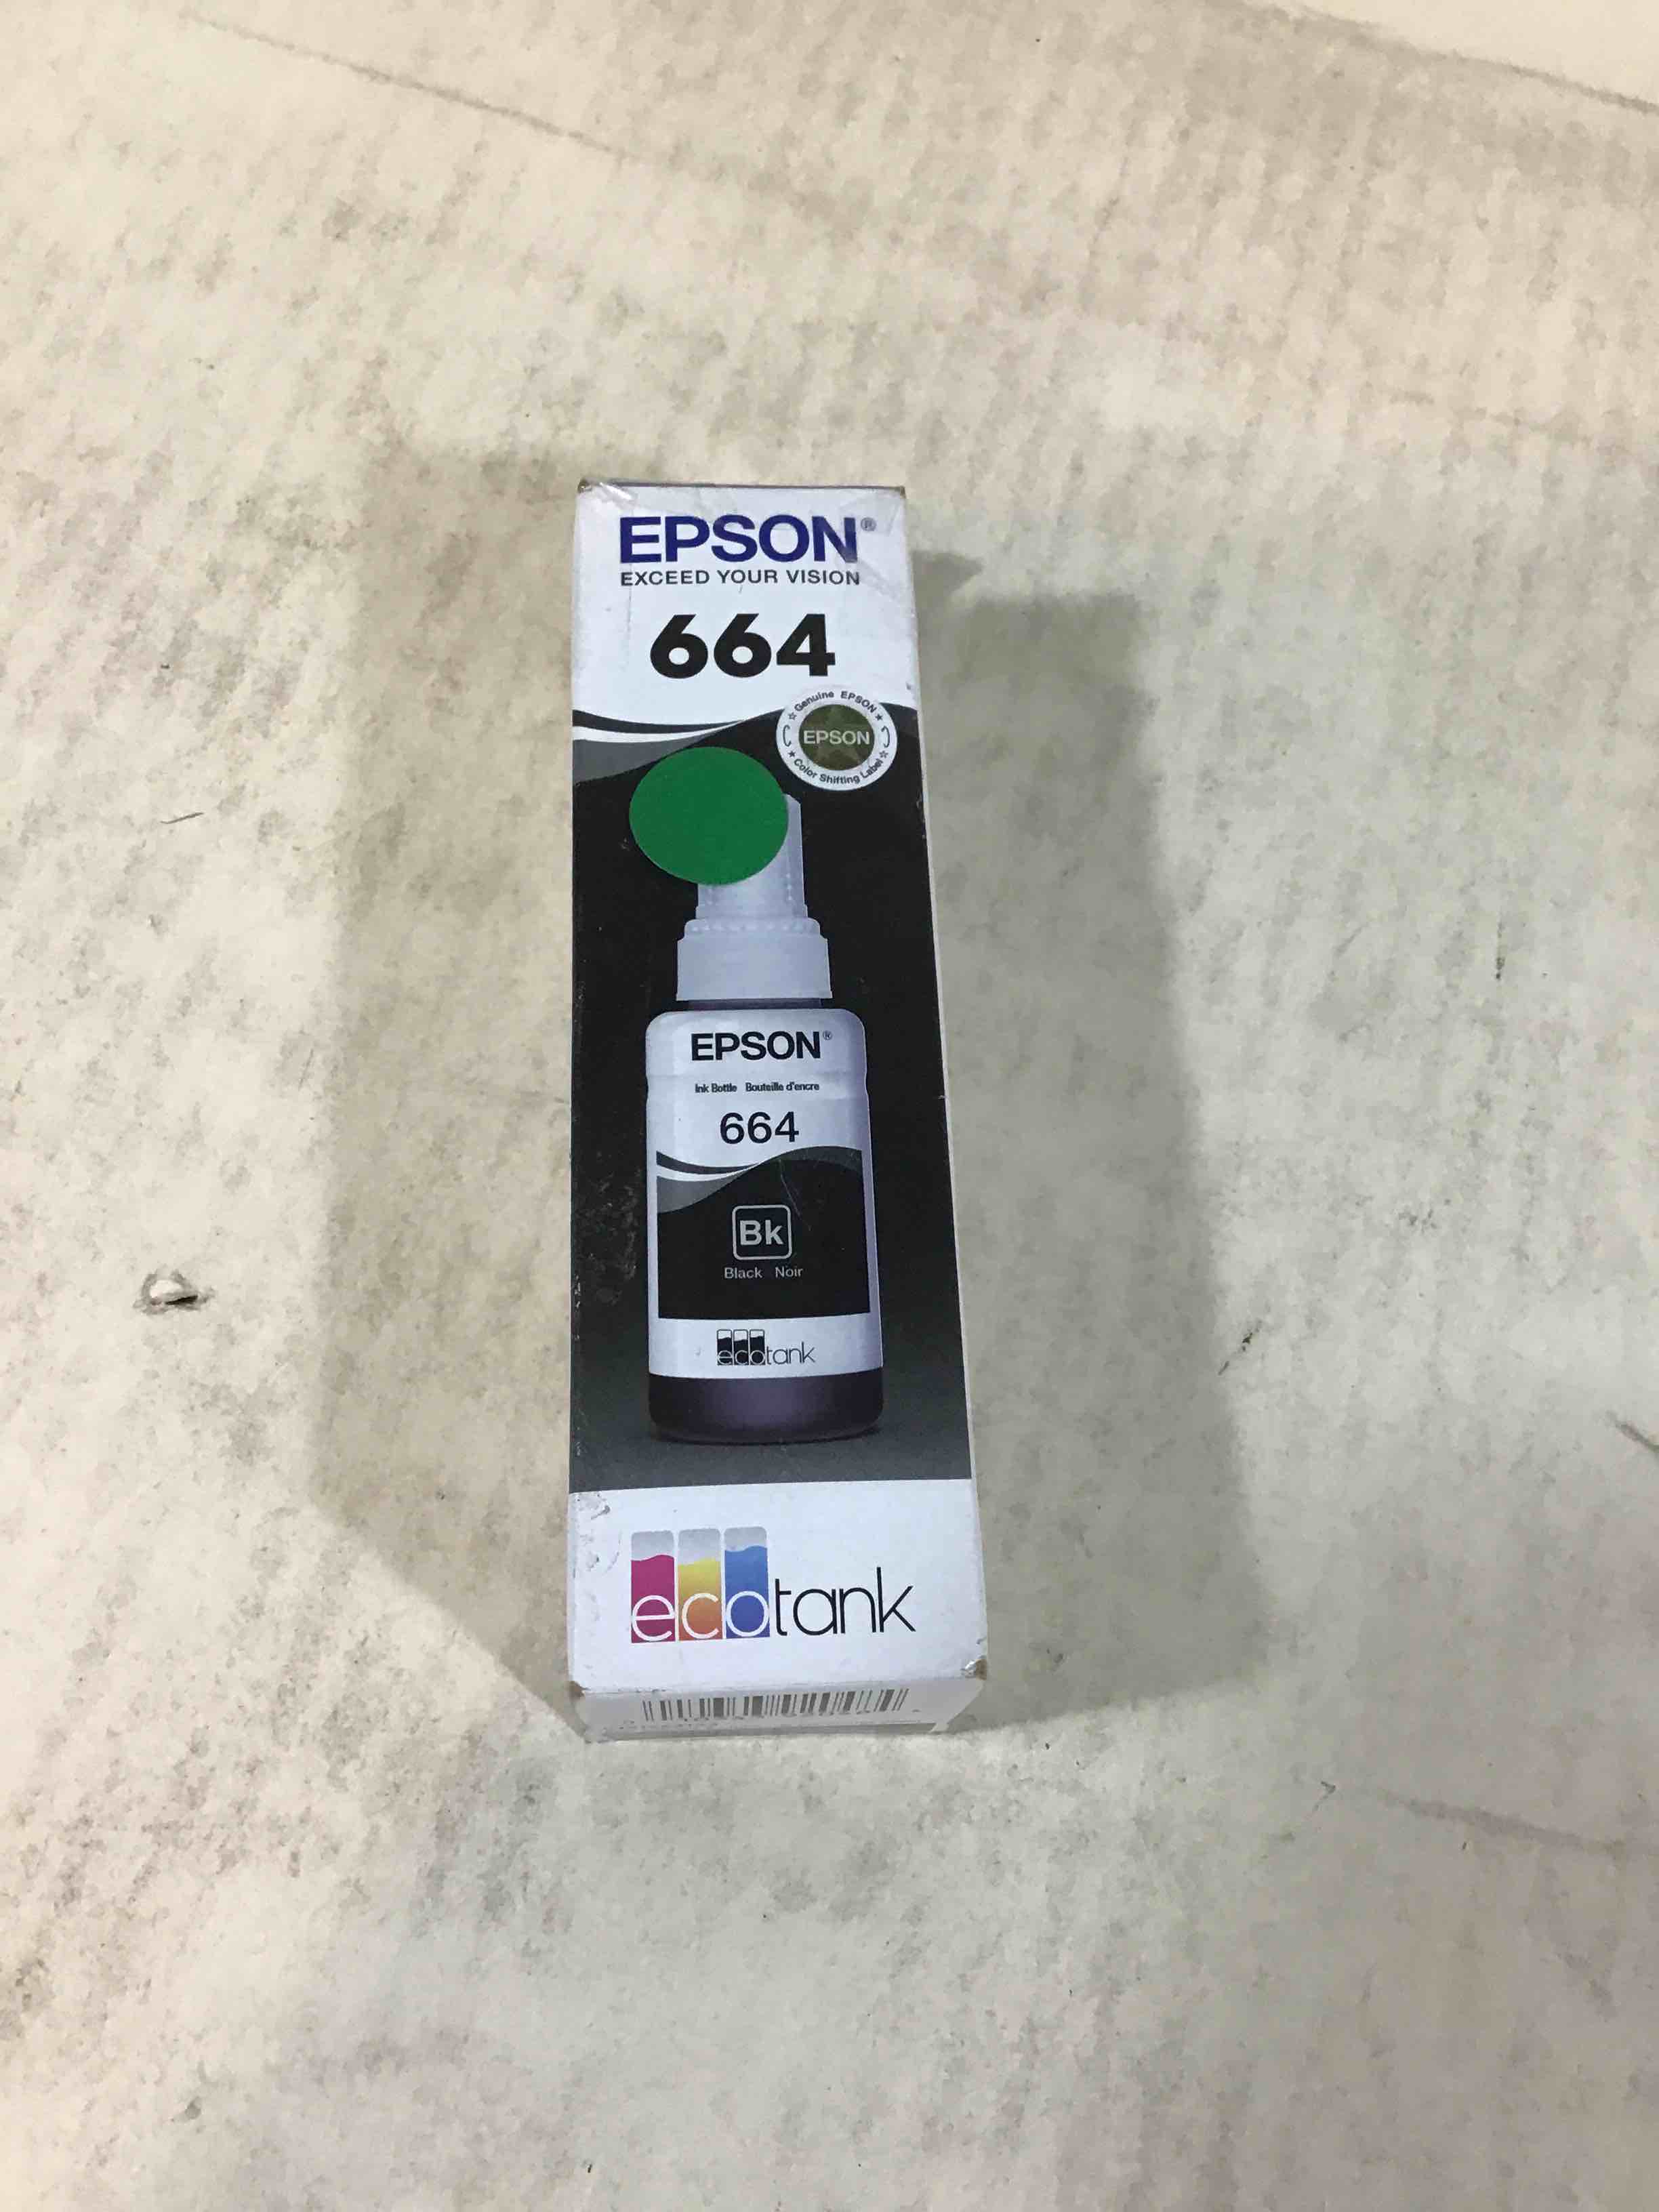 EPSON®
EXCEED YOUR VISION
664
Genuine EPSON
EPSON
Color Shifting Label
EPSON®
Ink Bottle Bouteille d'encre
664
Bk
Black Noir
ecotank
ecotank